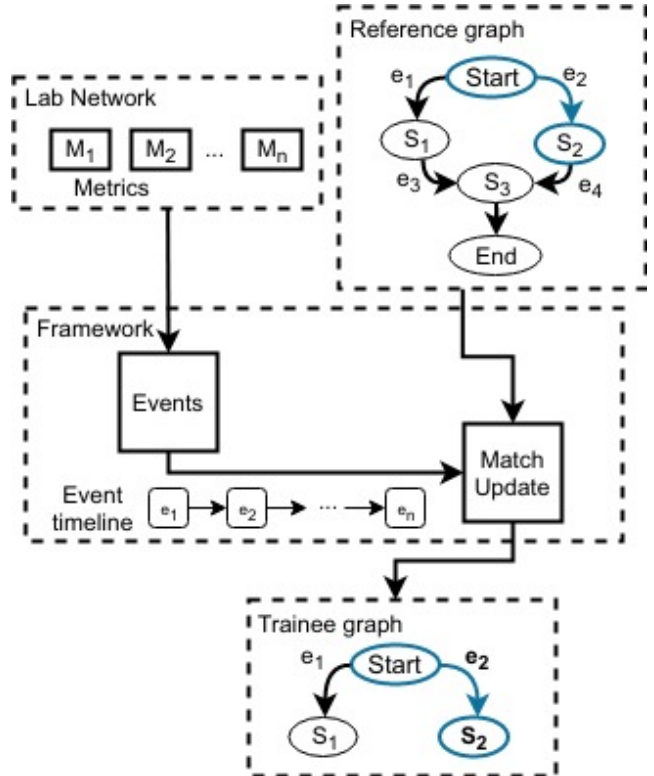 Reference graph
e1 Start e2
S1 S2
e3 S3 e4
End
Lab Network
M1 M2 ... Mn
Metrics
Framework
Events
Match
Update
Event
timeline
e1 e2 ... en
Trainee graph
e1 Start e2
S1 S2